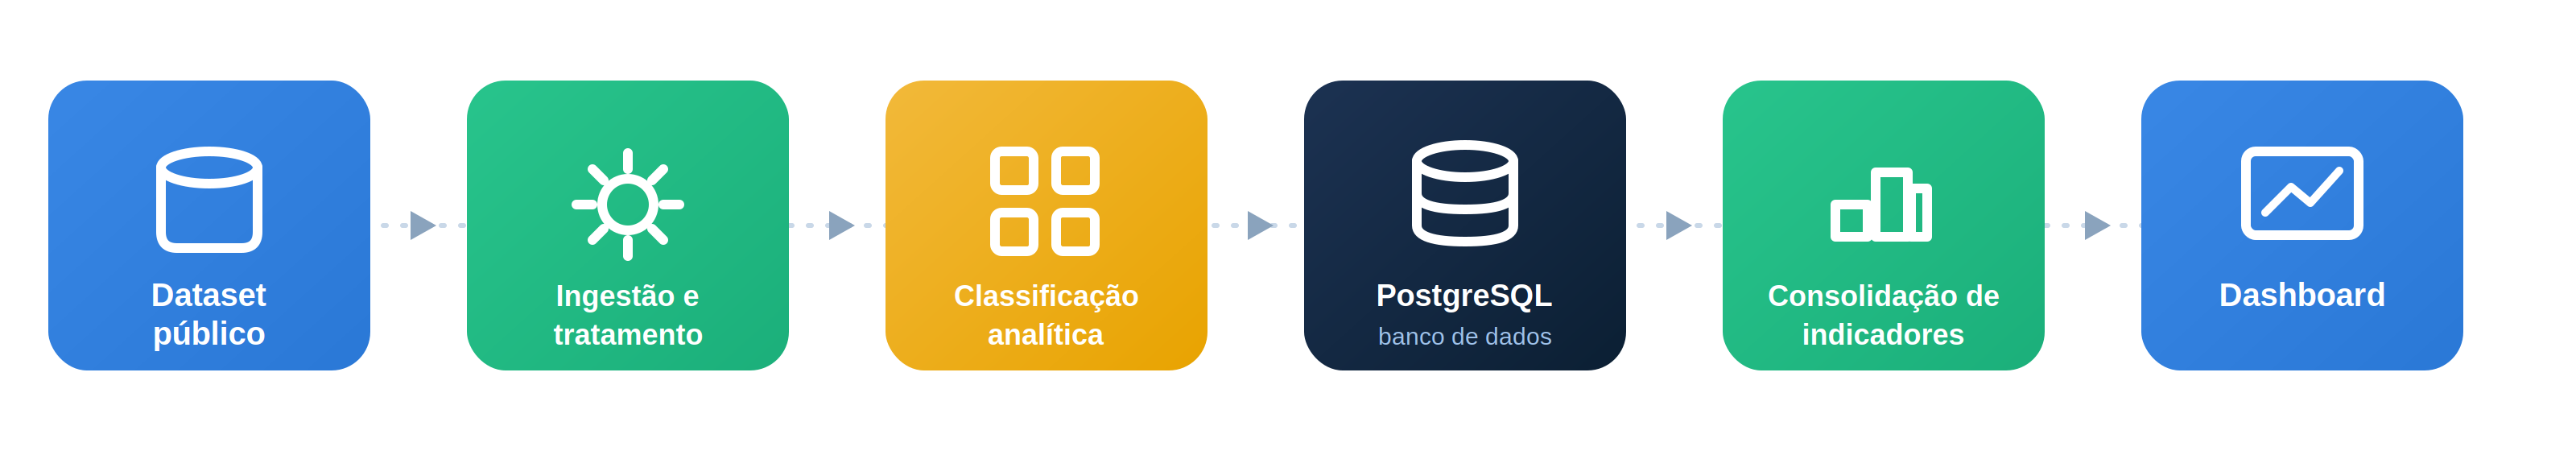 Dataset
público
Ingestão e
tratamento
Classificação
analítica
PostgreSQL
banco de dados
Consolidação de
indicadores
Dashboard